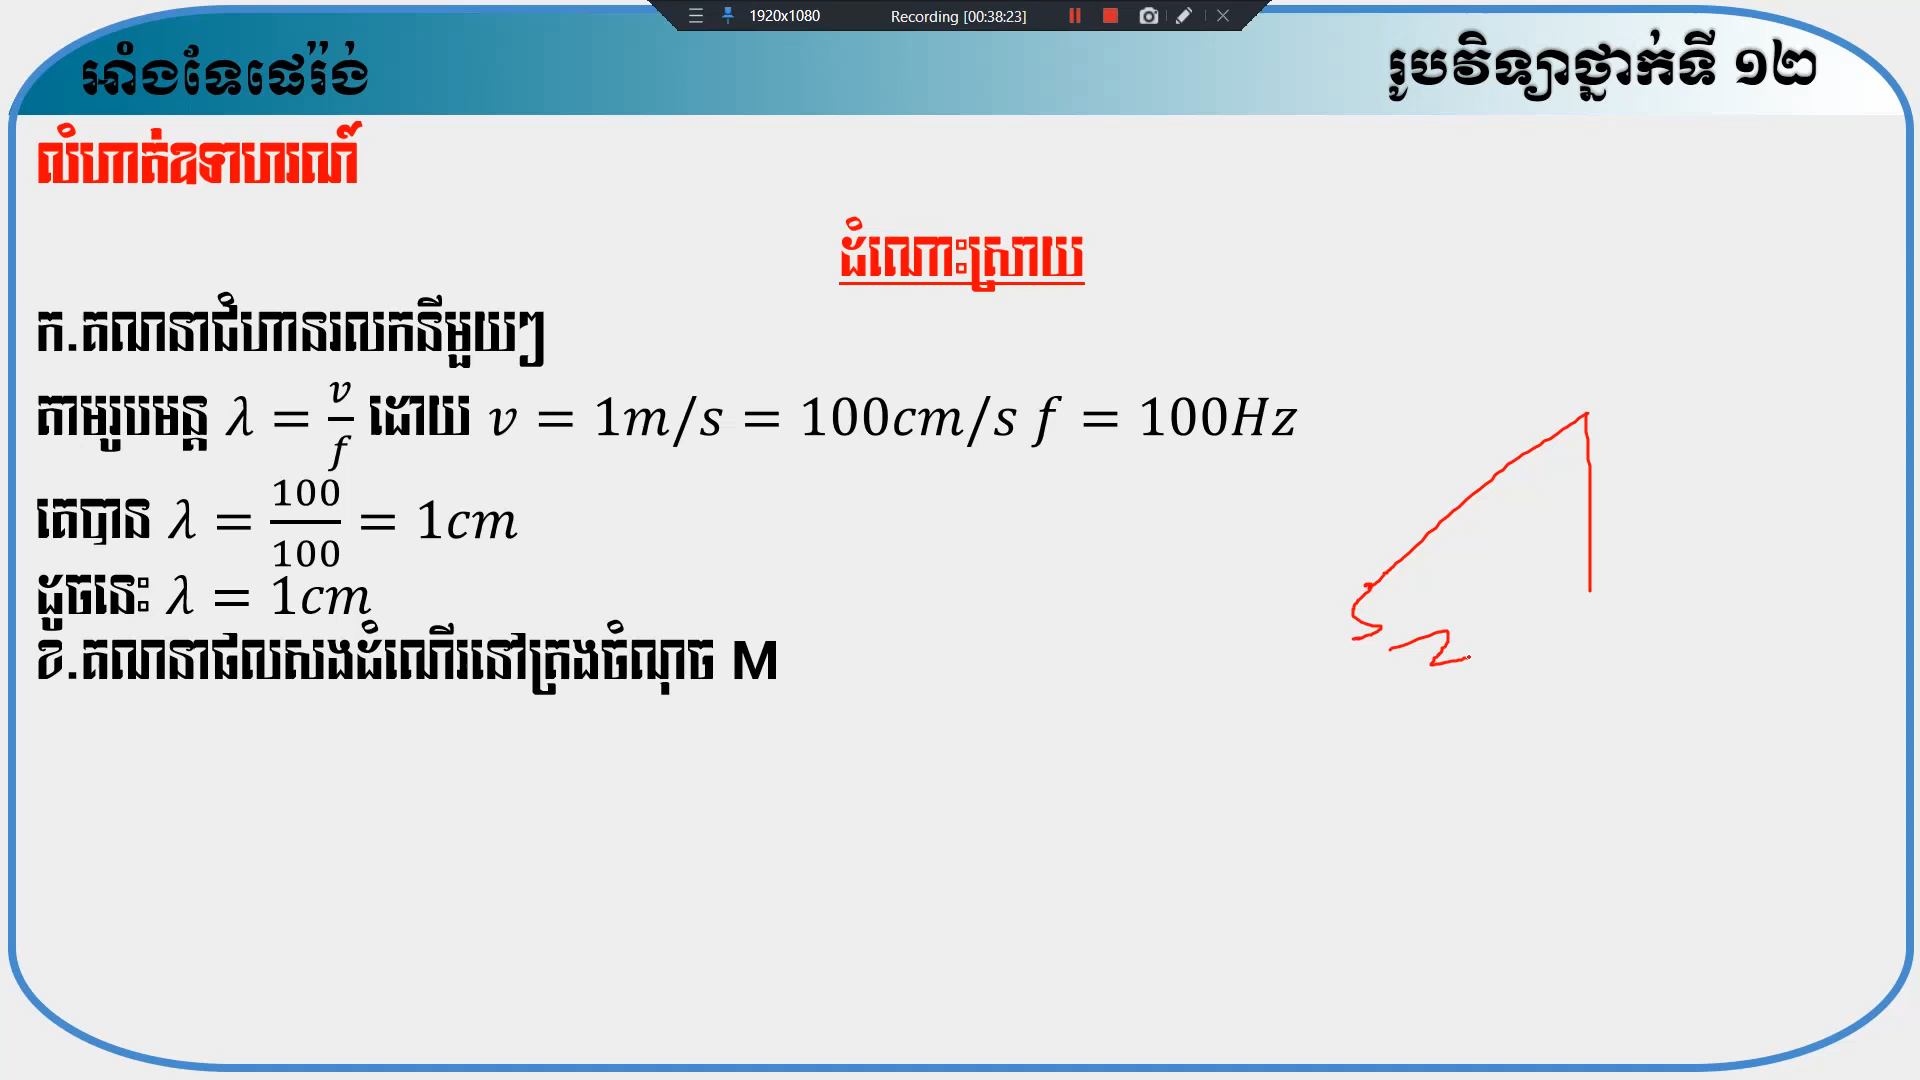 1920x1080 Recording [00:38:23]
អាំងទែផេរ៉ង់ រូបវិទ្យាថ្នាក់ទី ១២
លំហាត់ឧទាហរណ៍
ដំណោះស្រាយ
ក.គណនាជំហានរលកនីមួយៗ
តាមរូបមន្ត λ = v/f ដោយ v = 1m/s = 100cm/s f = 100Hz
គេបាន λ = 100/100 = 1cm
ដូចនេះ λ = 1cm
ខ.គណនាផលសងដំណើរនៅត្រង់ចំណុច M